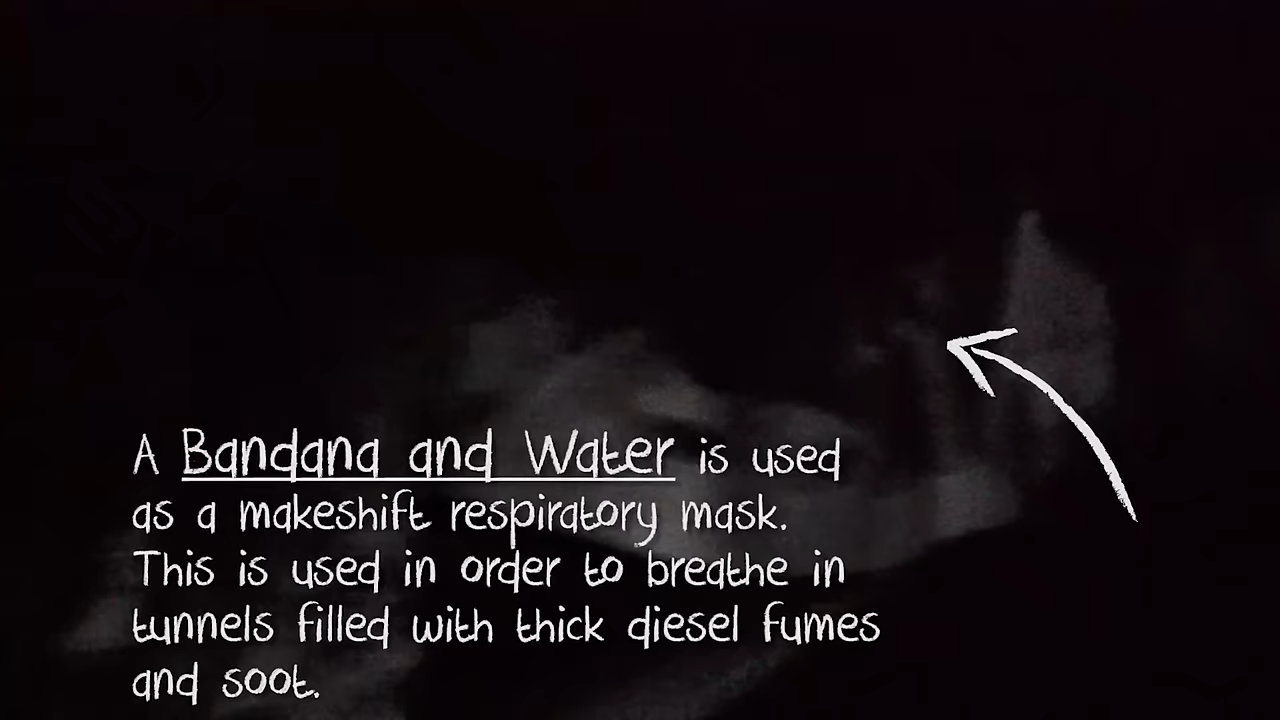 A Bandana and Water is used
as a makeshift respiratory mask.
This is used in order to breathe in
tunnels filled with thick diesel fumes
and soot.